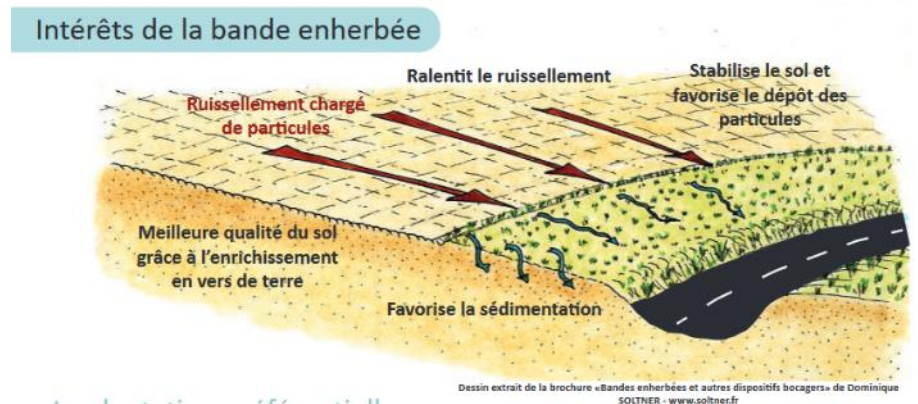 Intérêts de la bande enherbée
Ralentit le ruissellement
Stabilise le sol et
favorise le dépôt des
particules
Ruissellement chargé
de particules
Meilleure qualité du sol
grâce à l'enrichissement
en vers de terre
Favorise la sédimentation
Dessin extrait de la brochure «Bandes enherbées et autres dispositifs bocagers» de Dominique
SOLTNER - www.soltner.fr